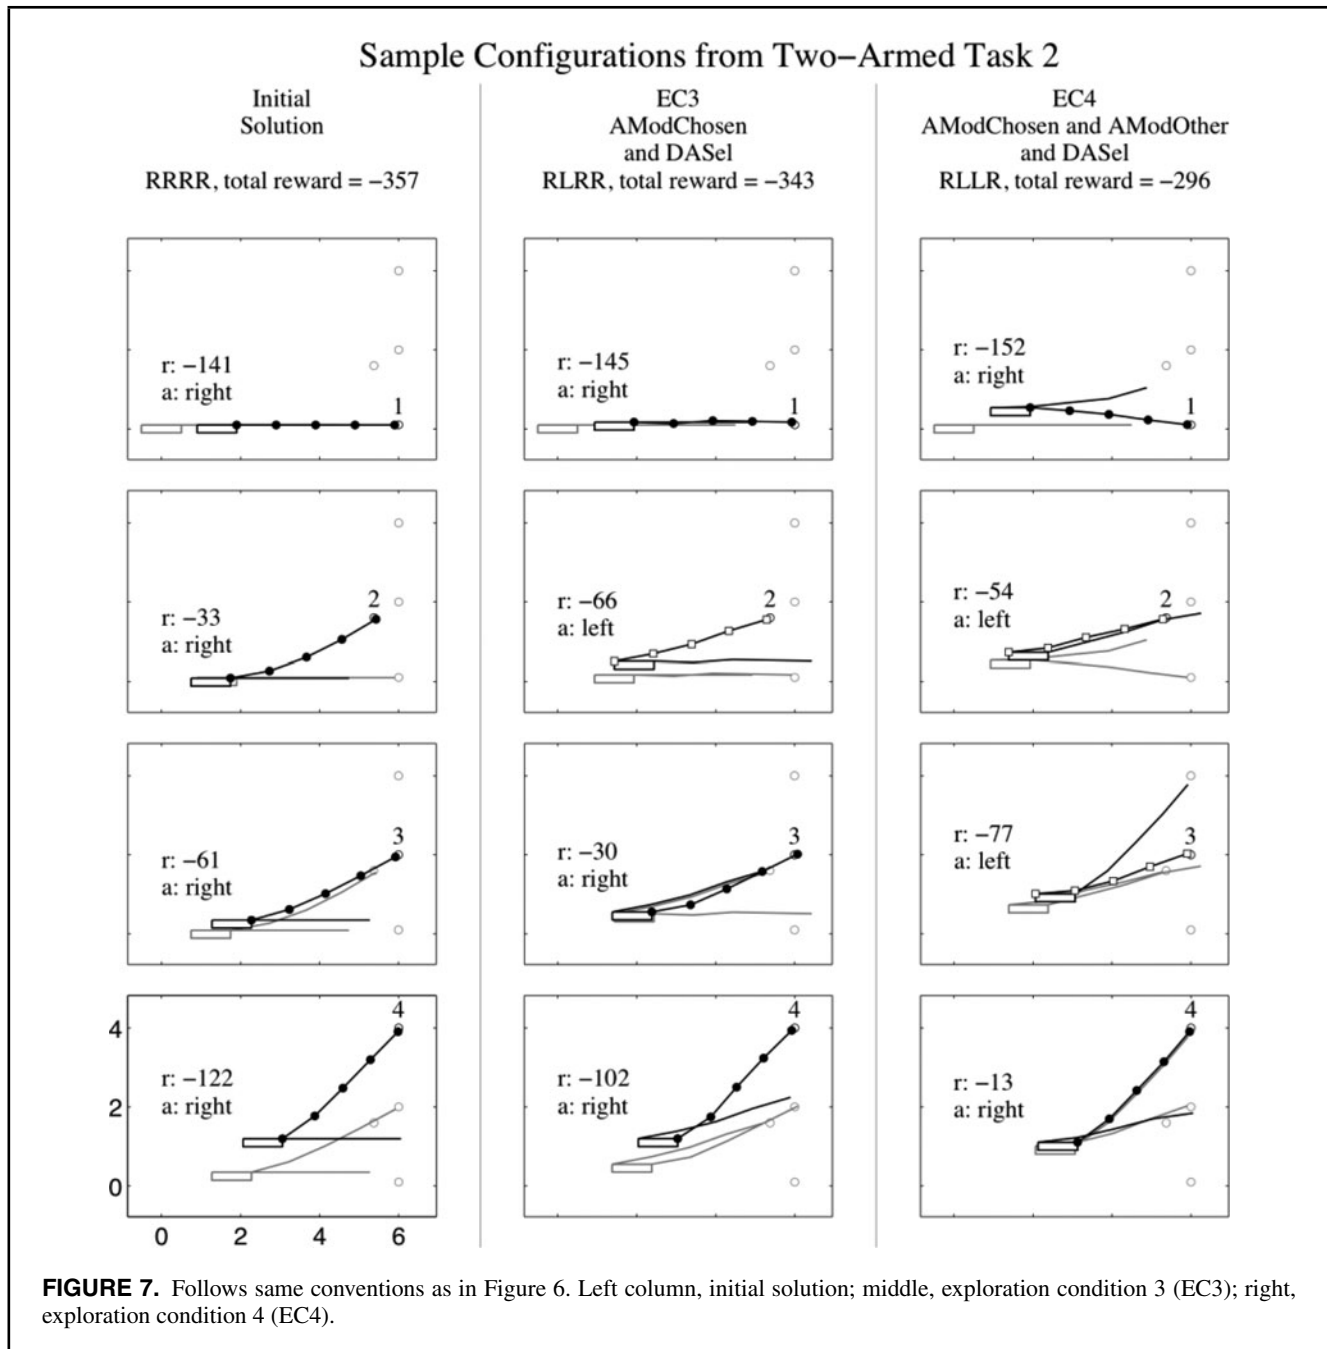 Sample Configurations from Two−Armed Task 2
Initial
Solution
RRRR, total reward = −357
EC3
AModChosen
and DASel
RLRR, total reward = −343
EC4
AModChosen and AModOther
and DASel
RLLR, total reward = −296
r: −141
a: right
1
r: −145
a: right
1
r: −152
a: right
1
r: −33
a: right
2
r: −66
a: left
2
r: −54
a: left
2
r: −61
a: right
3
r: −30
a: right
3
r: −77
a: left
3
4
4
r: −122
a: right
2
0
0
2
4
6
4
r: −102
a: right
4
r: −13
a: right
FIGURE 7. Follows same conventions as in Figure 6. Left column, initial solution; middle, exploration condition 3 (EC3); right,
exploration condition 4 (EC4).